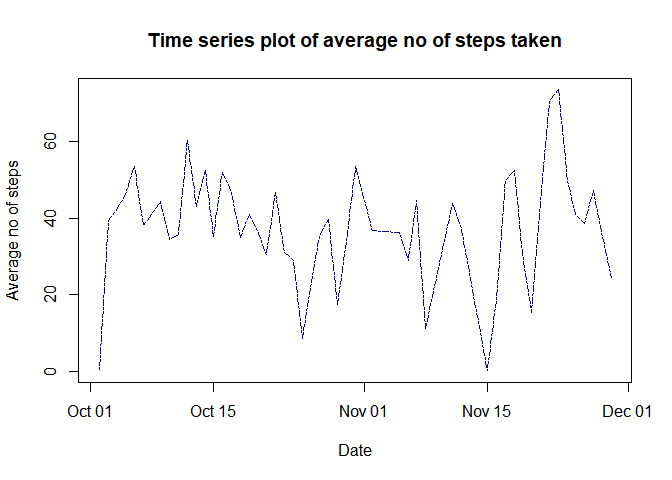 Time series plot of average no of steps taken
Average no of steps
60
40
20
0
Oct 01
Oct 15
Nov 01
Nov 15
Dec 01
Date